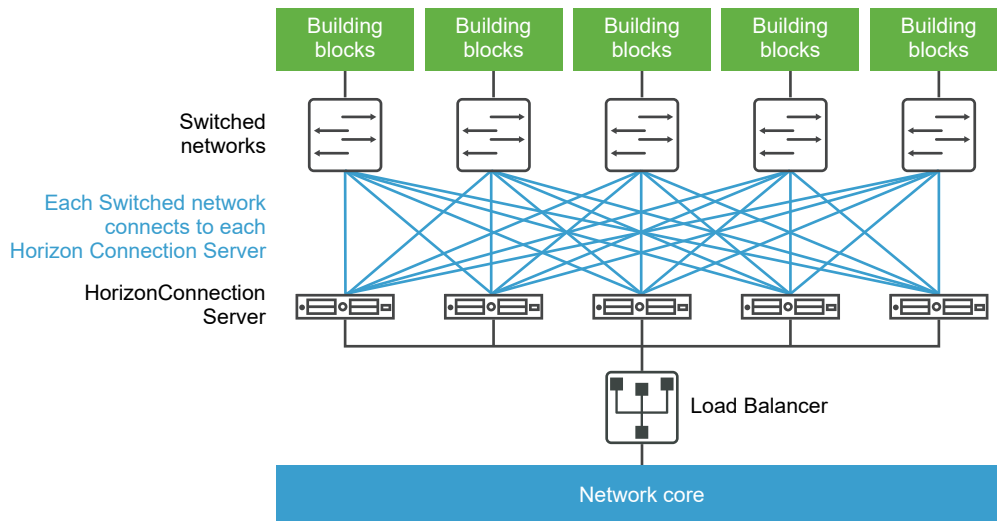 Building
blocks
Building
blocks
Building
blocks
Building
blocks
Building
blocks
Switched
networks
Each Switched network
connects to each
Horizon Connection Server
HorizonConnection
Server
Load Balancer
Network core